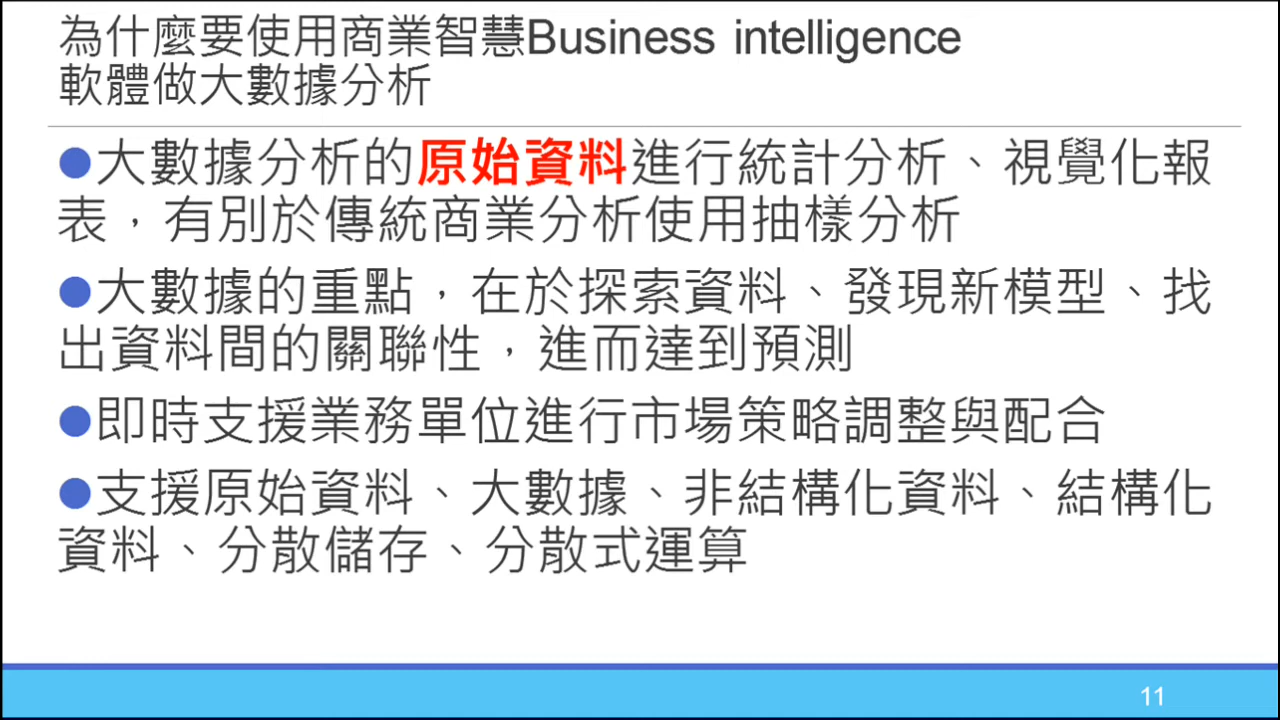 為什麼要使用商業智慧Business intelligence
軟體做大數據分析
●大數據分析的原始資料進行統計分析、視覺化報
表，有別於傳統商業分析使用抽樣分析
●大數據的重點，在於探索資料、發現新模型、找
出資料間的關聯性，進而達到預測
●即時支援業務單位進行市場策略調整與配合
●支援原始資料、大數據、非結構化資料、結構化
資料、分散儲存、分散式運算
11